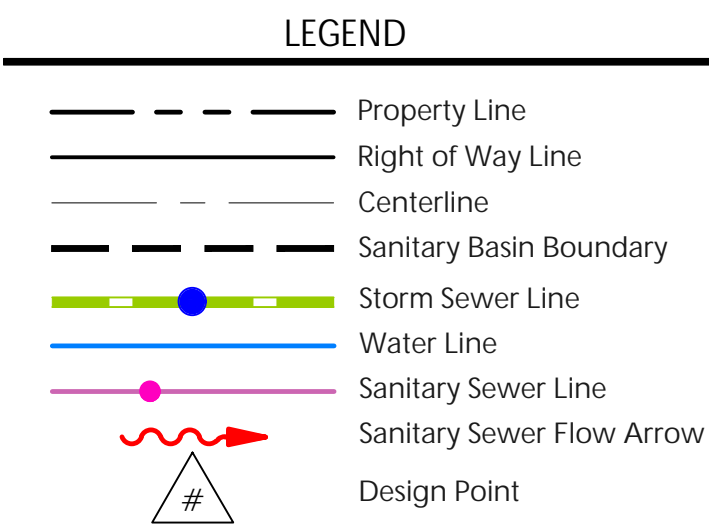 LEGEND
Property Line
Right of Way Line
Centerline
Sanitary Basin Boundary
Storm Sewer Line
Water Line
Sanitary Sewer Line
Sanitary Sewer Flow Arrow
# Design Point